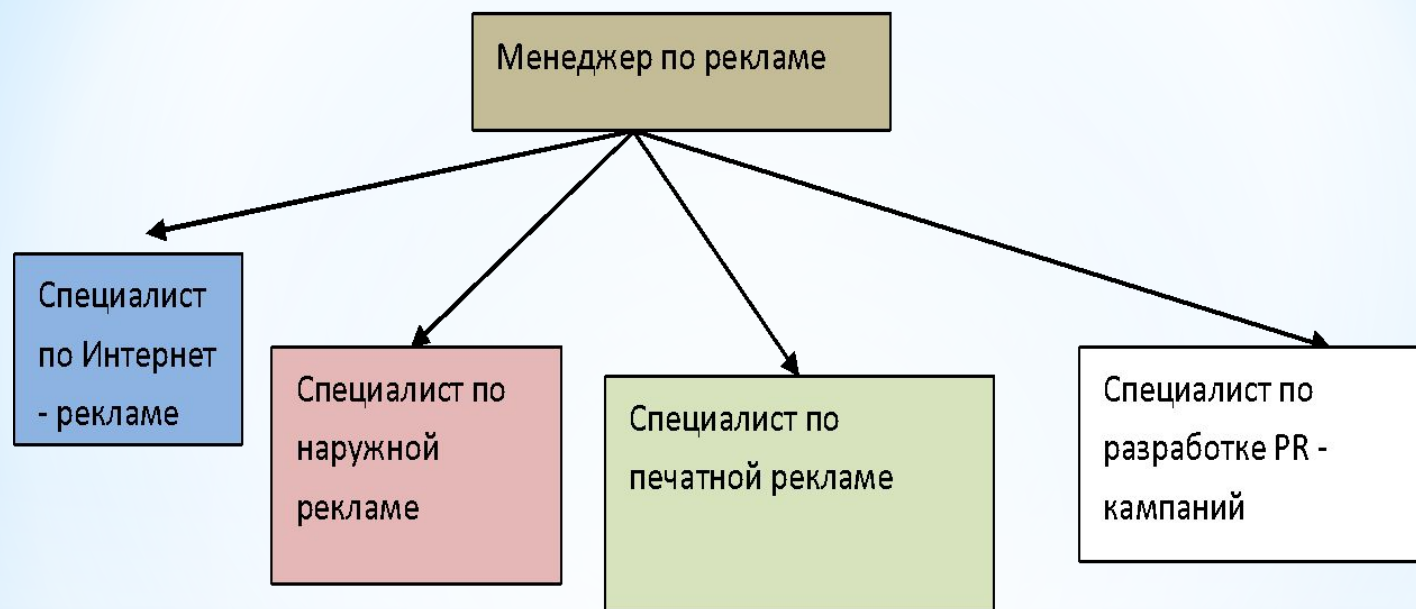 Менеджер по рекламе
Специалист
по Интернет
- рекламе
Специалист по
наружной
рекламе
Специалист по
печатной рекламе
Специалист по
разработке PR -
кампаний